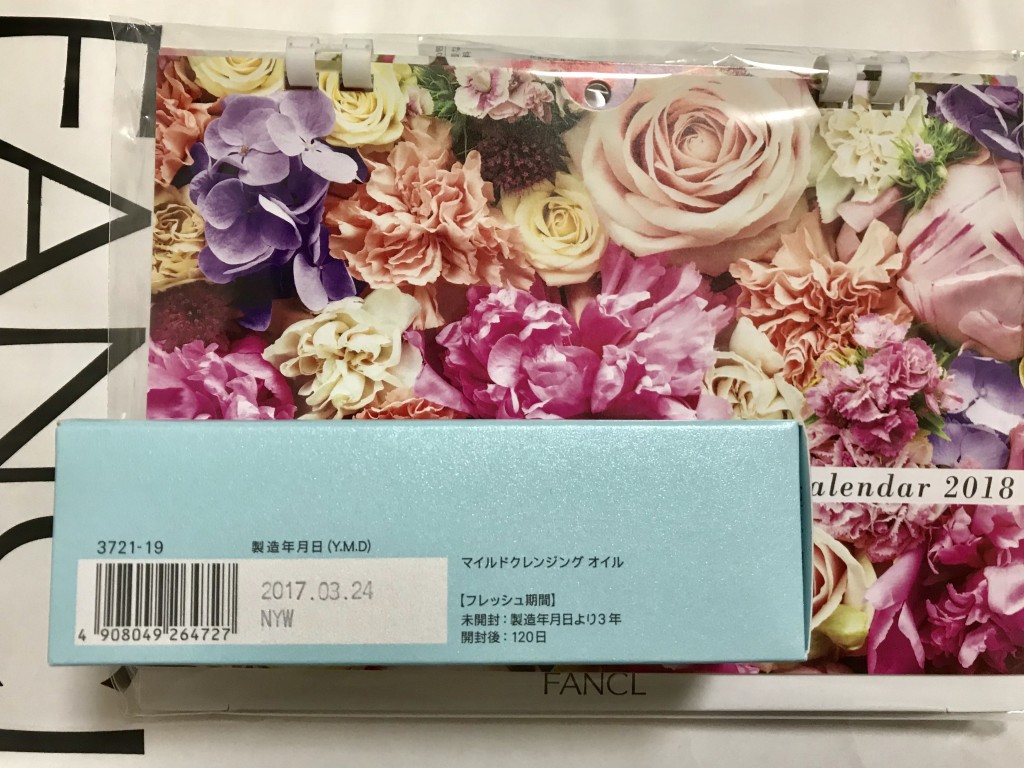 FANCL
alendar 2018
3721-19
製造年月日(Y.M.D)
2017.03.24
NYW
4 908049 264727
マイルドクレンジング オイル
【フレッシュ期間】
未開封:製造年月日より3年
開封後:120日
FANCL